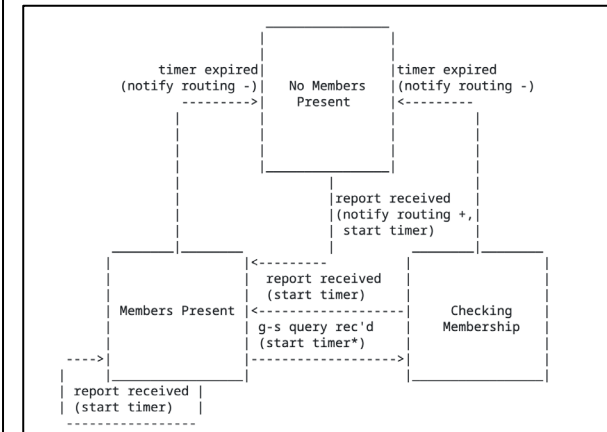 timer expired timer expired
(notify routing -) No Members (notify routing -)
Present
report received
(notify routing +,
start timer)
report received
(start timer)
Members Present Checking
g-s query rec'd Membership
(start timer*)
report received
(start timer)